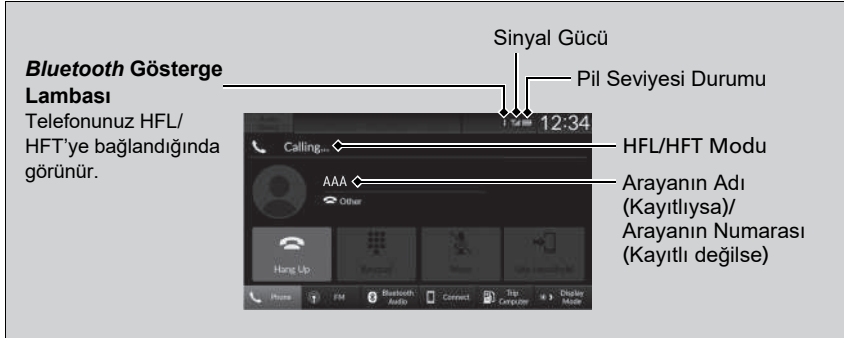 Sinyal Gücü
Bluetooth Gösterge
Lambası
Telefonunuz HFL/
HFT’ye bağlandığında
görünür.
Pil Seviyesi Durumu
12:34
Calling...
HFL/HFT Modu
AAA
Other
Arayanın Adı
(Kayıtlıysa)/
Arayanın Numarası
(Kayıtlı değilse)
Hang Up
Phone
FM
Bluetooth
Audio
Connect
Trip
Computer
Display
Mode